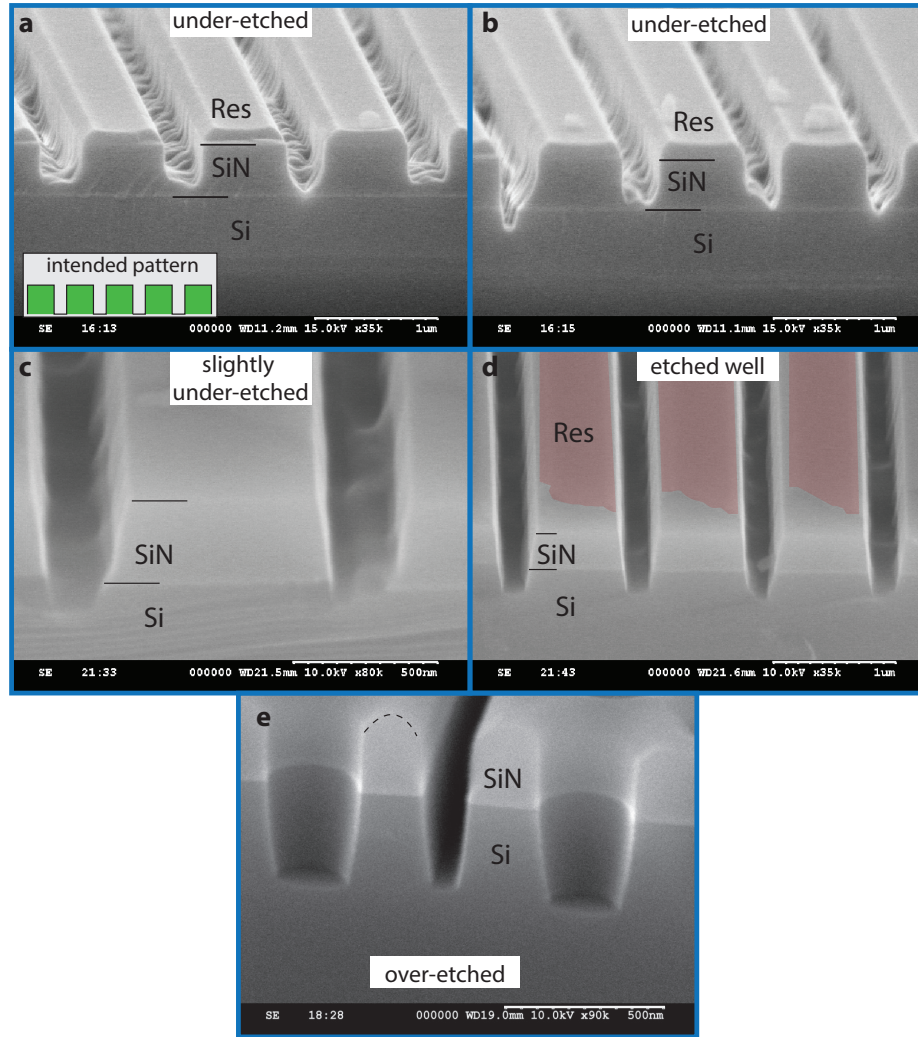 a
under-etched
Res
SiN
Si
intended pattern
SE 16:13 000000 WD11.2mm 15.0kV x35k 1um
b
under-etched
Res
SiN
Si
SE 16:15 000000 WD11.1mm 15.0kV x35k 1um
c
slightly
under-etched
SiN
Si
SE 21:33 000000 WD21.5mm 10.0kV x80k 500nm
d
etched well
Res
SiN
Si
SE 21:43 000000 WD21.6mm 10.0kV x35k 1um
e
SiN
Si
over-etched
SE 18:28 000000 WD19.0mm 10.0kV x90k 500nm